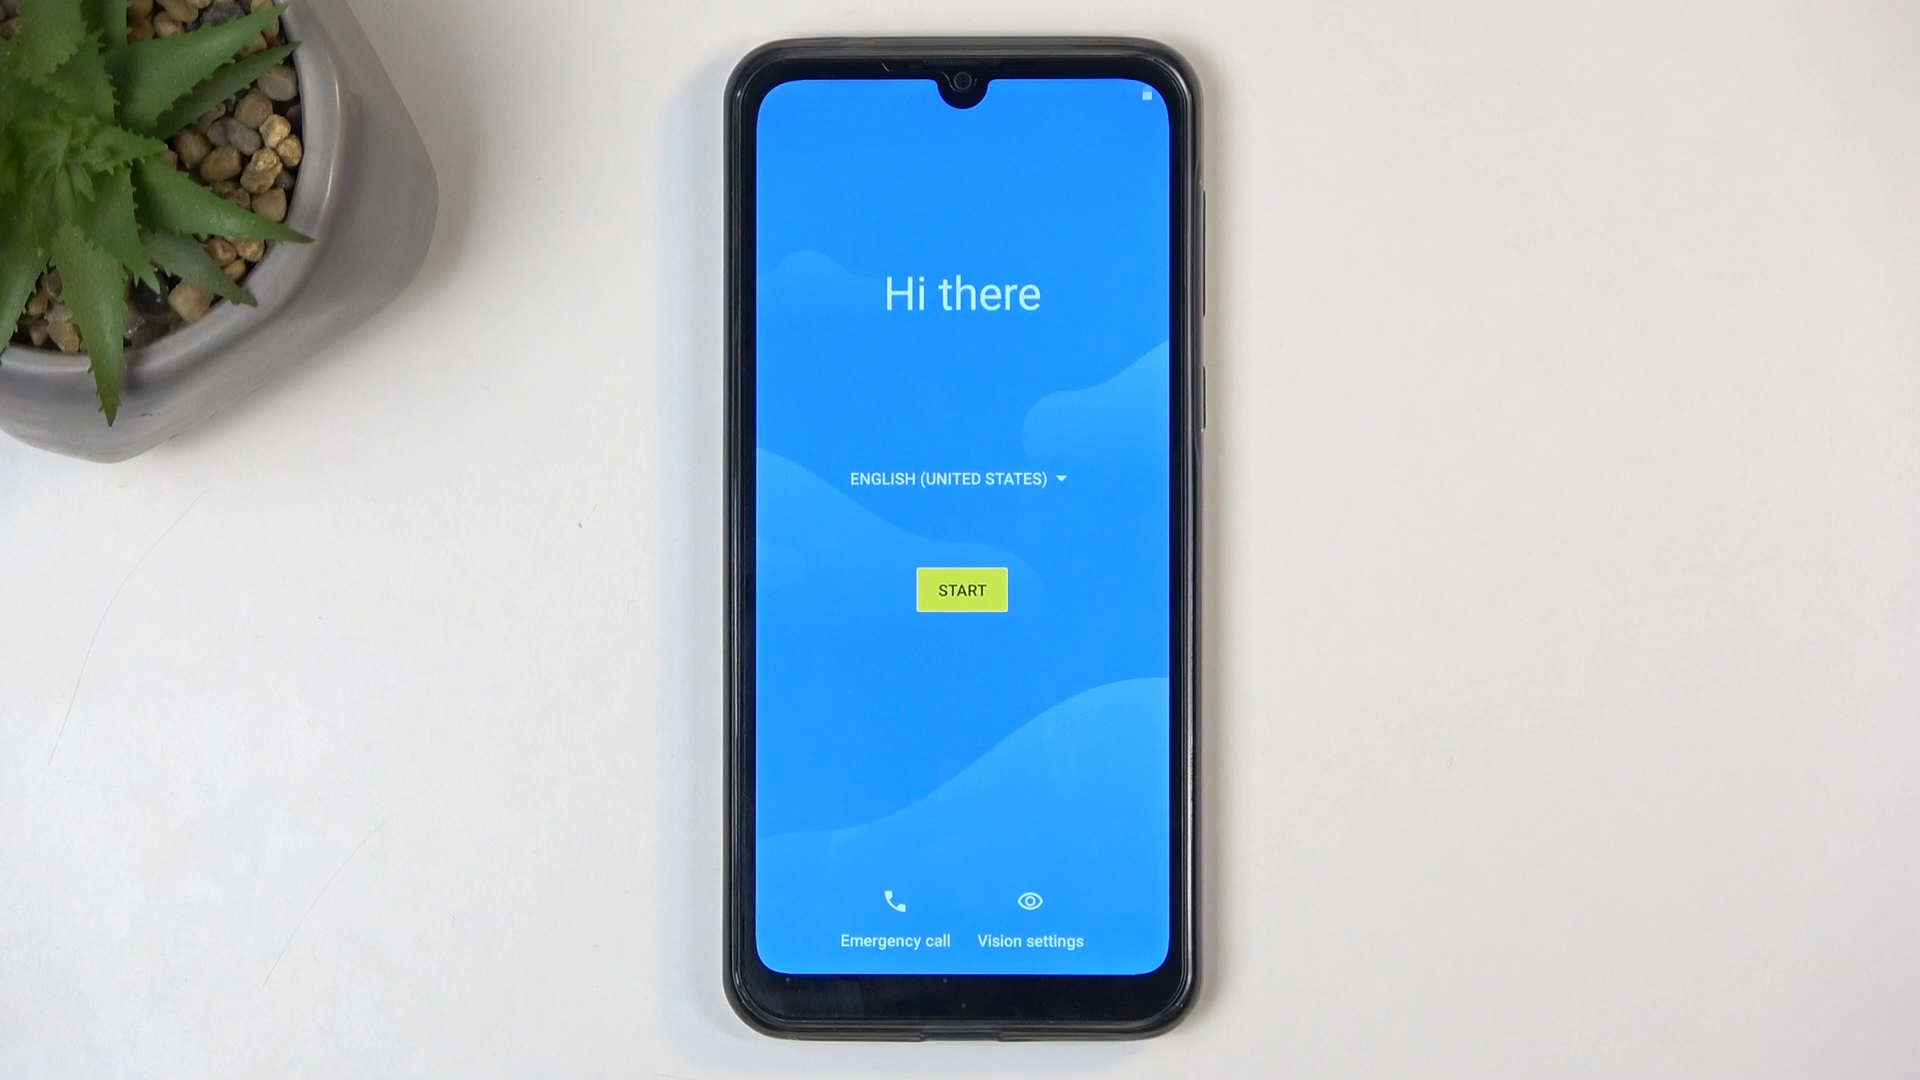 Hi there
ENGLISH (UNITED STATES)
START
Emergency call
Vision settings